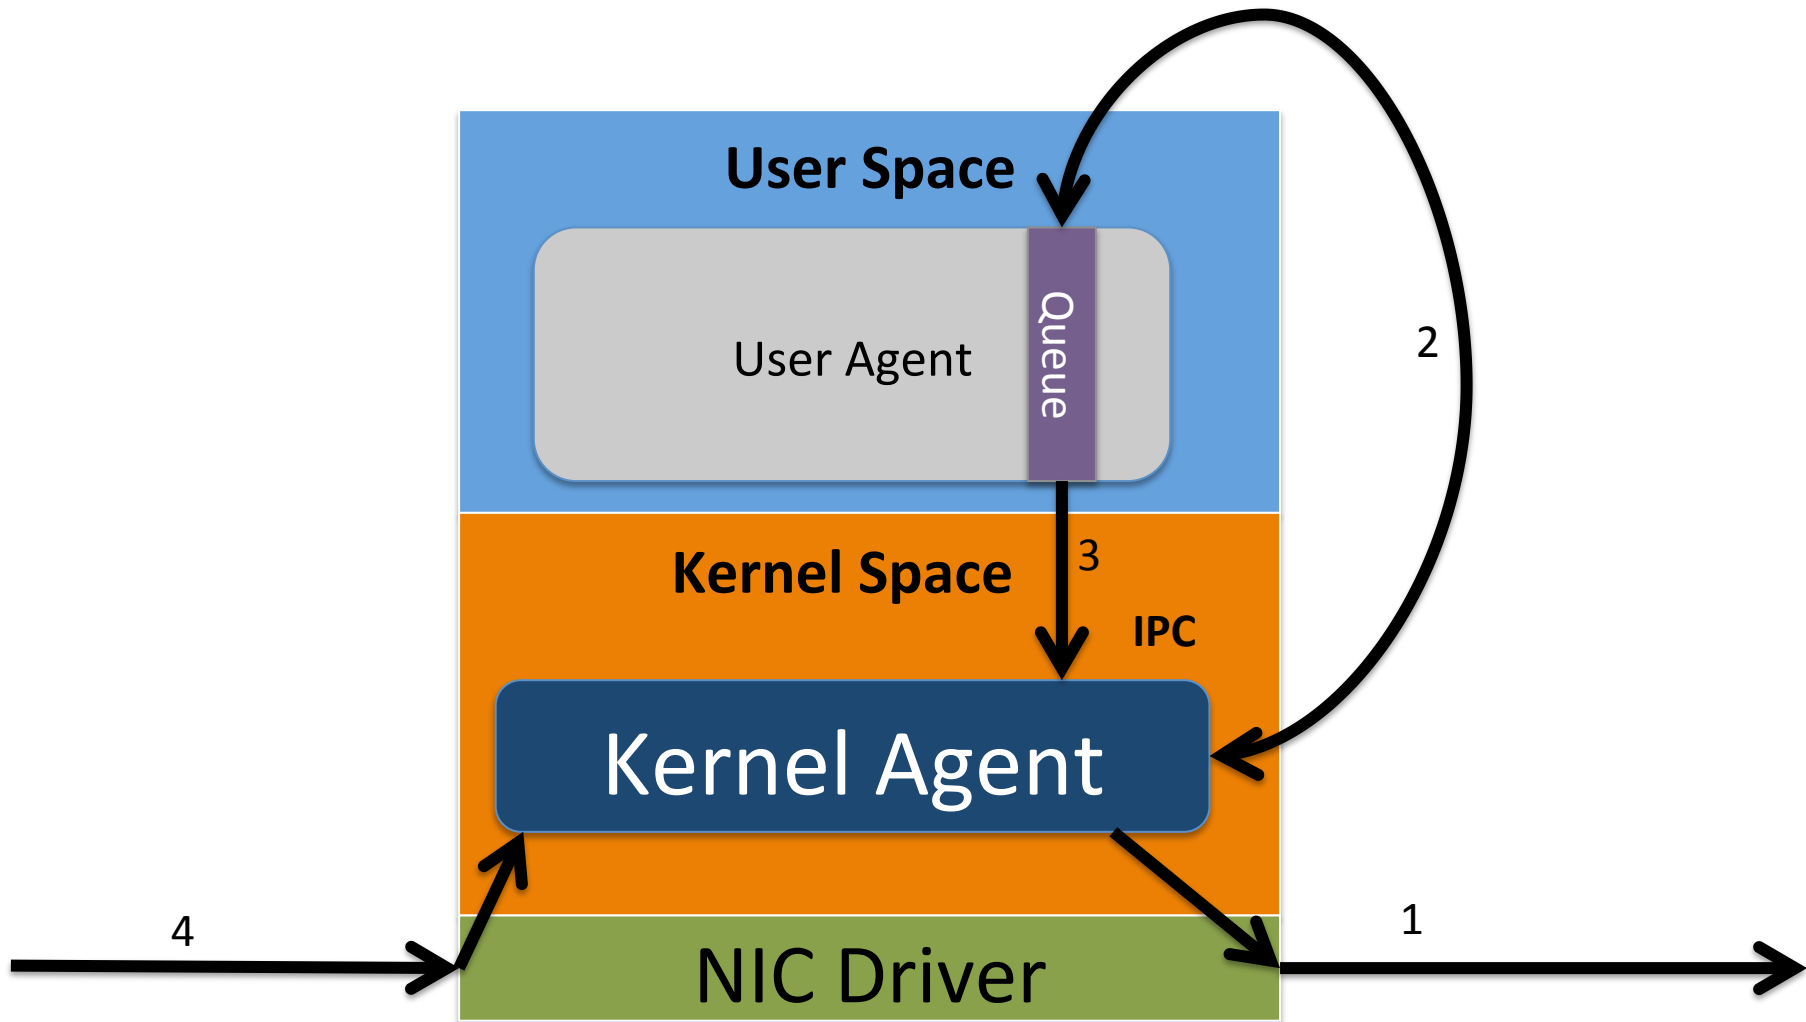 User Space
User Agent
Queue
2
3
Kernel Space
IPC
Kernel Agent
4
1
NIC Driver